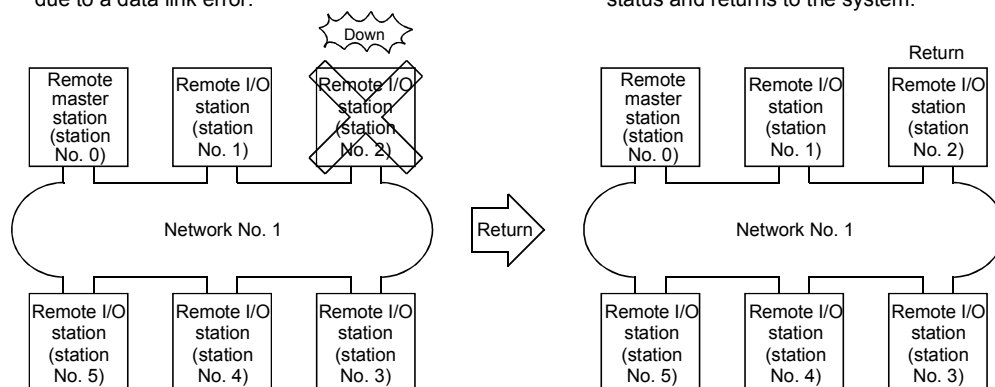 due to a data link error.
status and returns to the system.
Down
Remote
master
station
(station
No. 0)
Remote I/O
station
(station
No. 1)
Remote I/O
station
(station
No. 2)
Network No. 1
Remote I/O
station
(station
No. 5)
Remote I/O
station
(station
No. 4)
Remote I/O
station
(station
No. 3)
Return
Return
Remote
master
station
(station
No. 0)
Remote I/O
station
(station
No. 1)
Remote I/O
station
(station
No. 2)
Network No. 1
Remote I/O
station
(station
No. 5)
Remote I/O
station
(station
No. 4)
Remote I/O
station
(station
No. 3)